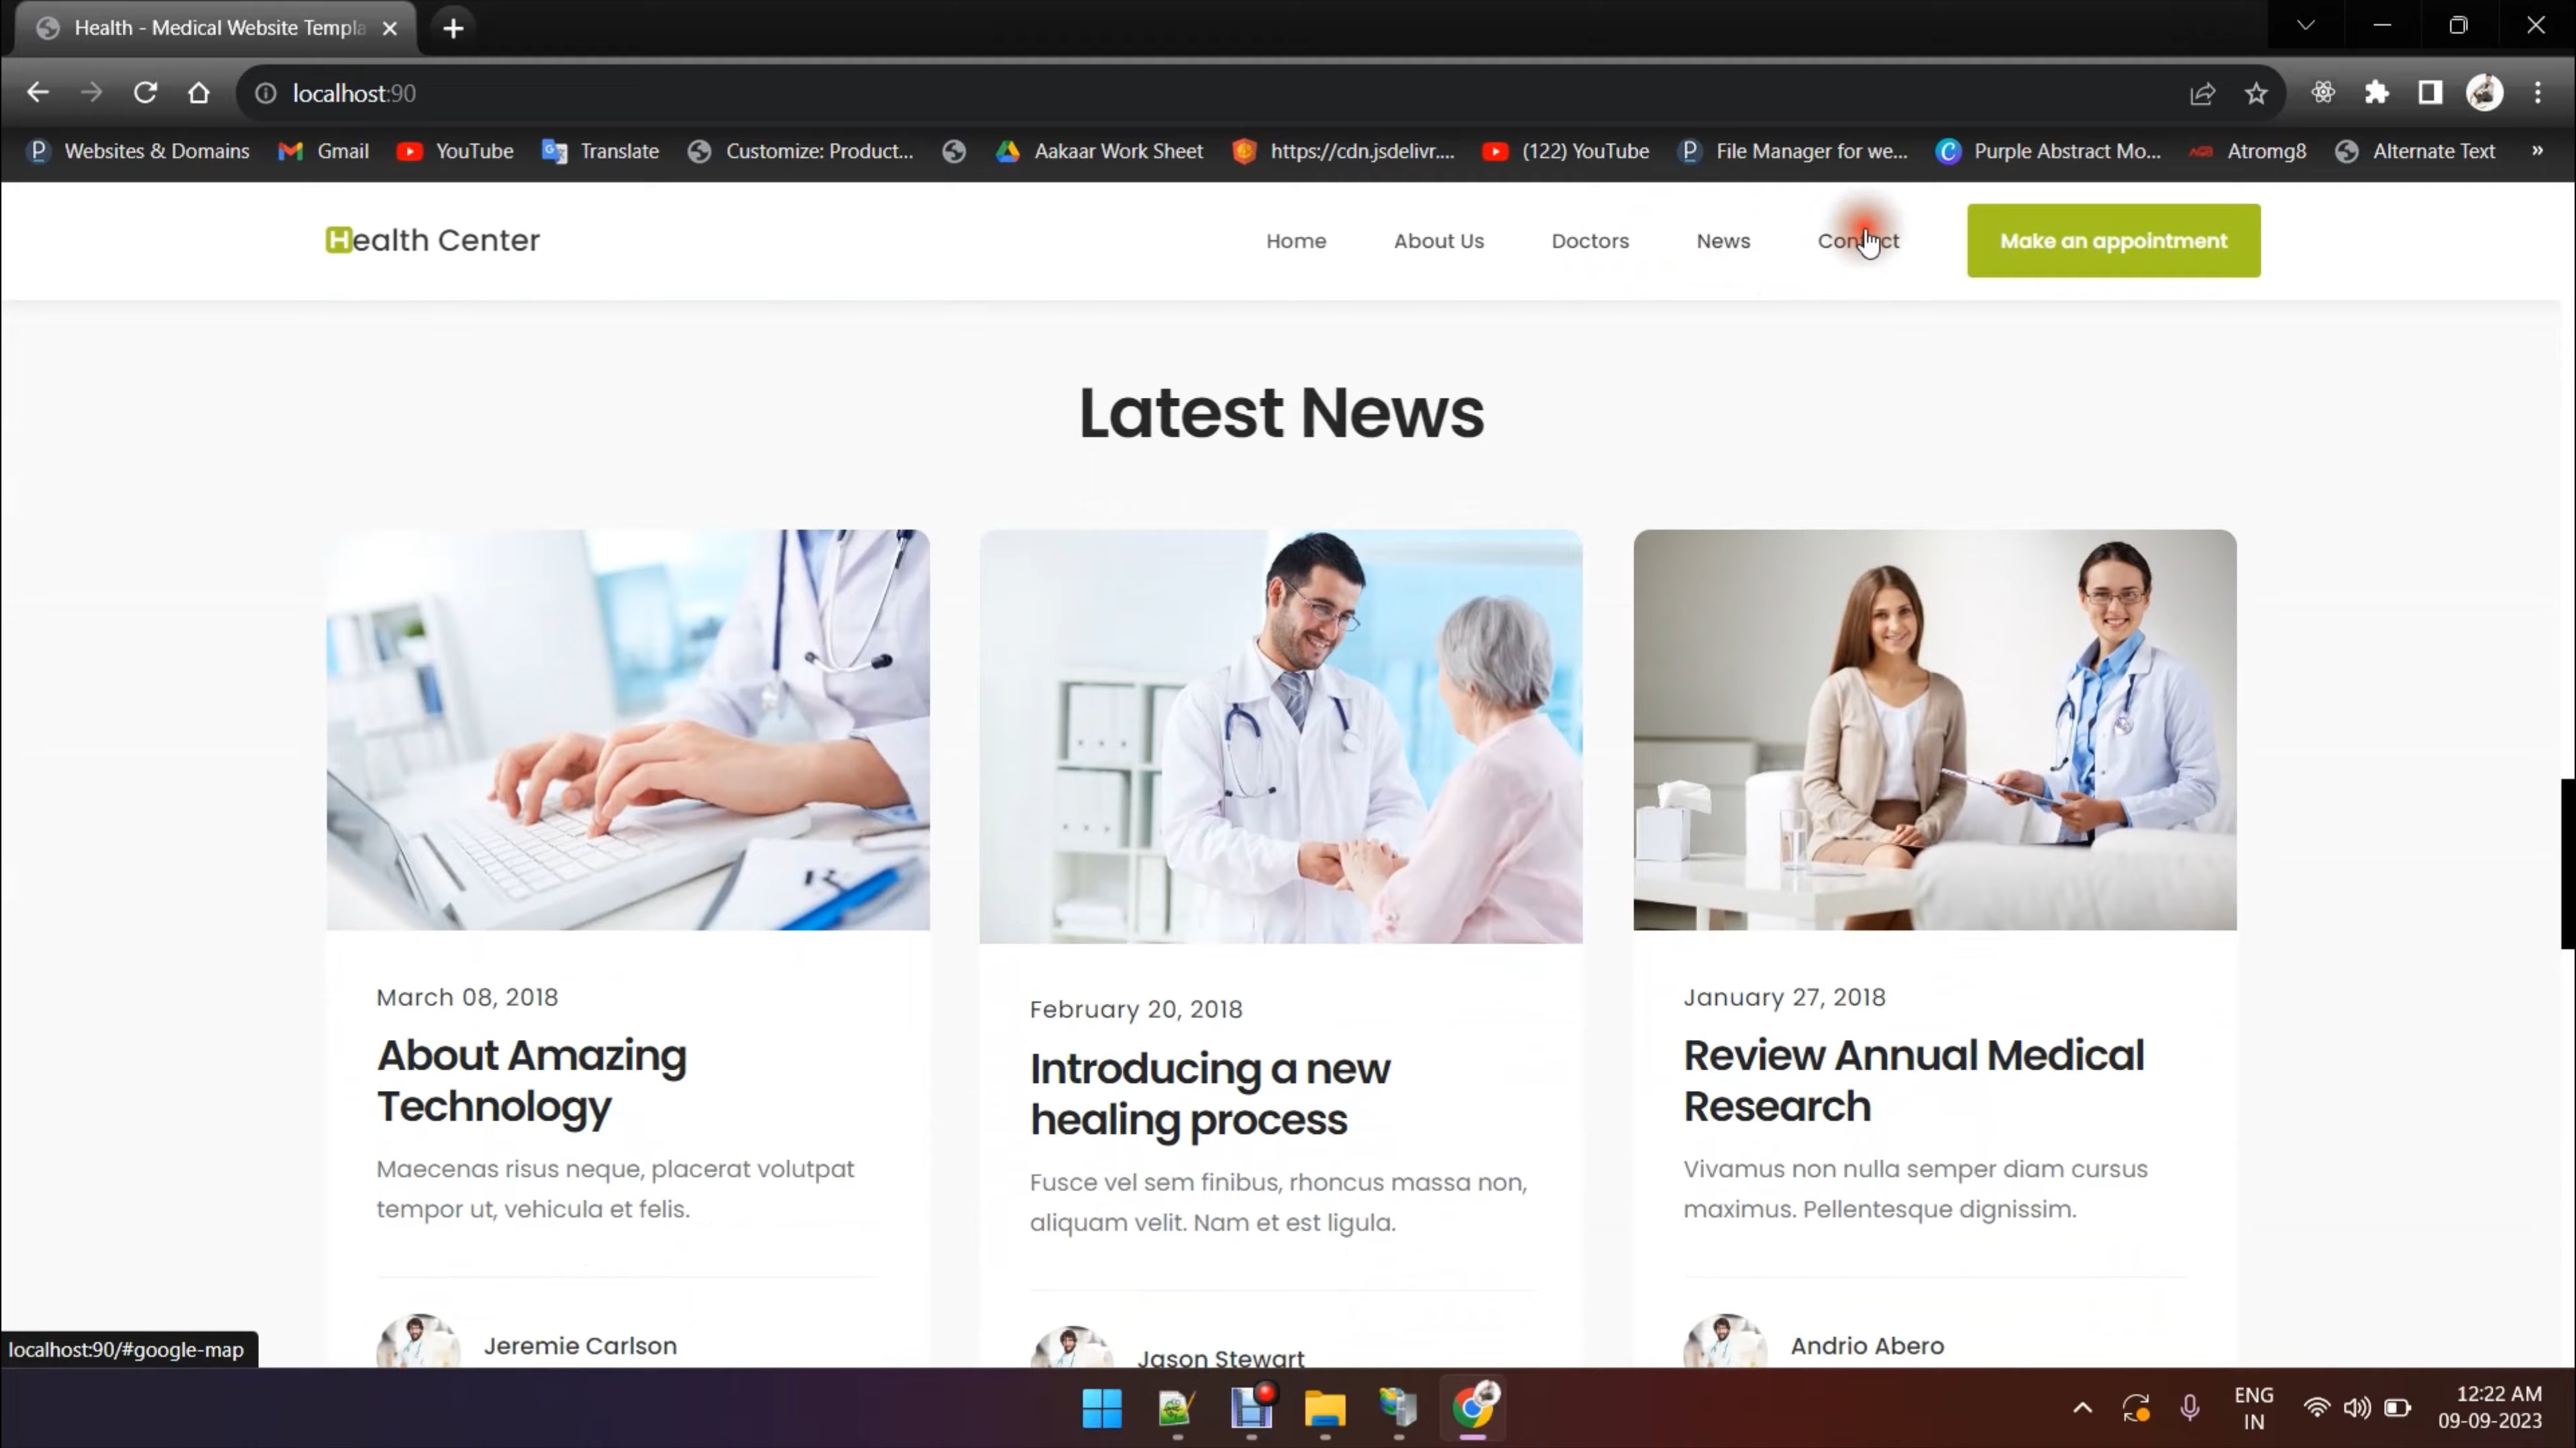 Health - Medical Website Templa
localhost:90
Websites & Domains Gmail YouTube Translate Customize: Product... Aakaar Work Sheet https://cdn.jsdelivr.... (122) YouTube File Manager for we... Purple Abstract Mo... Atromg8 Alternate Text »
Health Center Home About Us Doctors News Contact Make an appointment
Latest News
March 08, 2018
About Amazing
Technology
Maecenas risus neque, placerat volutpat
tempor ut, vehicula et felis.
Jeremie Carlson
February 20, 2018
Introducing a new
healing process
Fusce vel sem finibus, rhoncus massa non,
aliquam velit. Nam et est ligula.
Jason Stewart
January 27, 2018
Review Annual Medical
Research
Vivamus non nulla semper diam cursus
maximus. Pellentesque dignissim.
Andrio Abero
localhost:90/#google-map
ENG
IN
12:22 AM
09-09-2023